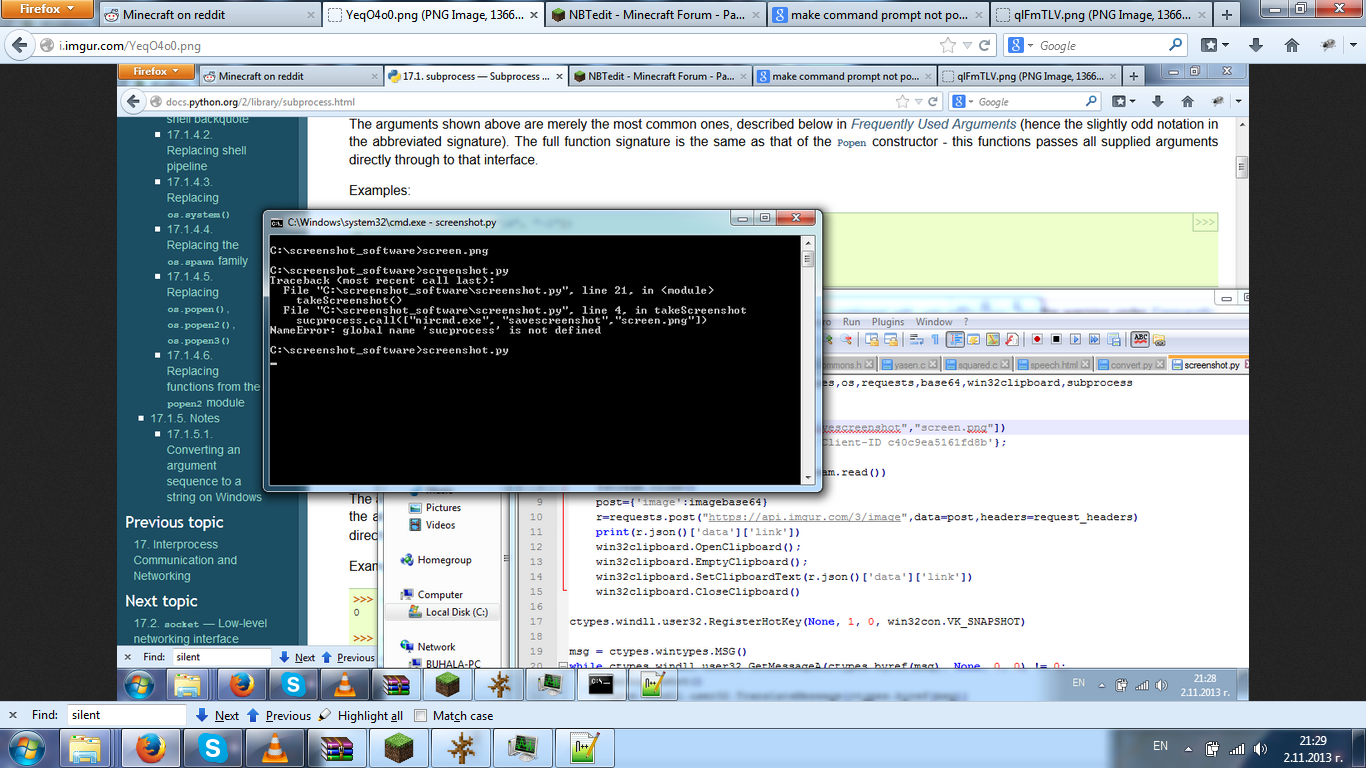 Firefox
Minecraft on reddit
YeqO4o0.png (PNG Image, 1366...
NBTedit - Minecraft Forum - Pa...
make command prompt not po...
qlFmTLV.png (PNG Image, 1366...
i.imgur.com/YeqO4o0.png
Google
Firefox
Minecraft on reddit
17.1. subprocess — Subprocess ...
NBTedit - Minecraft Forum - Pa...
make command prompt not po...
qlFmTLV.png (PNG Image, 1366...
docs.python.org/2/library/subprocess.html
Google
shell backquote
17.1.4.2.
Replacing shell
pipeline
17.1.4.3.
Replacing
os.system()
17.1.4.4.
Replacing the
os.spawn family
17.1.4.5.
Replacing
os.popen(),
os.popen2(),
os.popen3()
17.1.4.6.
Replacing
functions from the
popen2 module
17.1.5. Notes
17.1.5.1.
Converting an
argument
sequence to a
string on Windows
Previous topic
17. Interprocess
Communication and
Networking
Next topic
17.2. socket — Low-level
networking interface
The arguments shown above are merely the most common ones, described below in Frequently Used Arguments (hence the slightly odd notation in
the abbreviated signature). The full function signature is the same as that of the Popen constructor - this functions passes all supplied arguments
directly through to that interface.
Examples:
>>>
C:\Windows\system32\cmd.exe - screenshot.py
C:\screenshot_software>screen.png
C:\screenshot_software>screenshot.py
Traceback (most recent call last):
File "C:\screenshot_software\screenshot.py", line 21, in <module>
takeScreenshot()
File "C:\screenshot_software\screenshot.py", line 4, in takeScreenshot
sucprocess.call(["nircmd.exe", "savescreenshot","screen.png"])
NameError: global name 'sucprocess' is not defined
C:\screenshot_software>screenshot.py
The a
the a
direc
Exam
>>>
0
>>>
Pictures
Videos
Homegroup
Computer
Local Disk (C:)
Network
BUHALA-PC
ro Run Plugins Window ?
ommons.h
yasen.c
squared.c
speech.html
convert.py
screenshot.py
es,os,requests,base64,win32clipboard,subprocess
vescreenshot","screen.png"])
Client-ID c40c9ea5161fd8b'};
am.read())
9 post={'image':imagebase64}
10 r=requests.post("https://api.imgur.com/3/image",data=post,headers=request_headers)
11 print(r.json()['data']['link'])
12 win32clipboard.OpenClipboard();
13 win32clipboard.EmptyClipboard();
14 win32clipboard.SetClipboardText(r.json()['data']['link'])
15 win32clipboard.CloseClipboard()
16
17 ctypes.windll.user32.RegisterHotKey(None, 1, 0, win32con.VK_SNAPSHOT)
18
19 msg = ctypes.wintypes.MSG()
20 while ctypes.windll.user32.GetMessageA(ctypes.byref(msg), None, 0, 0) != 0:
Find: silent Next Previous
EN
21:28
2.11.2013 г.
Find: silent Next Previous Highlight all Match case
EN
21:29
2.11.2013 г.